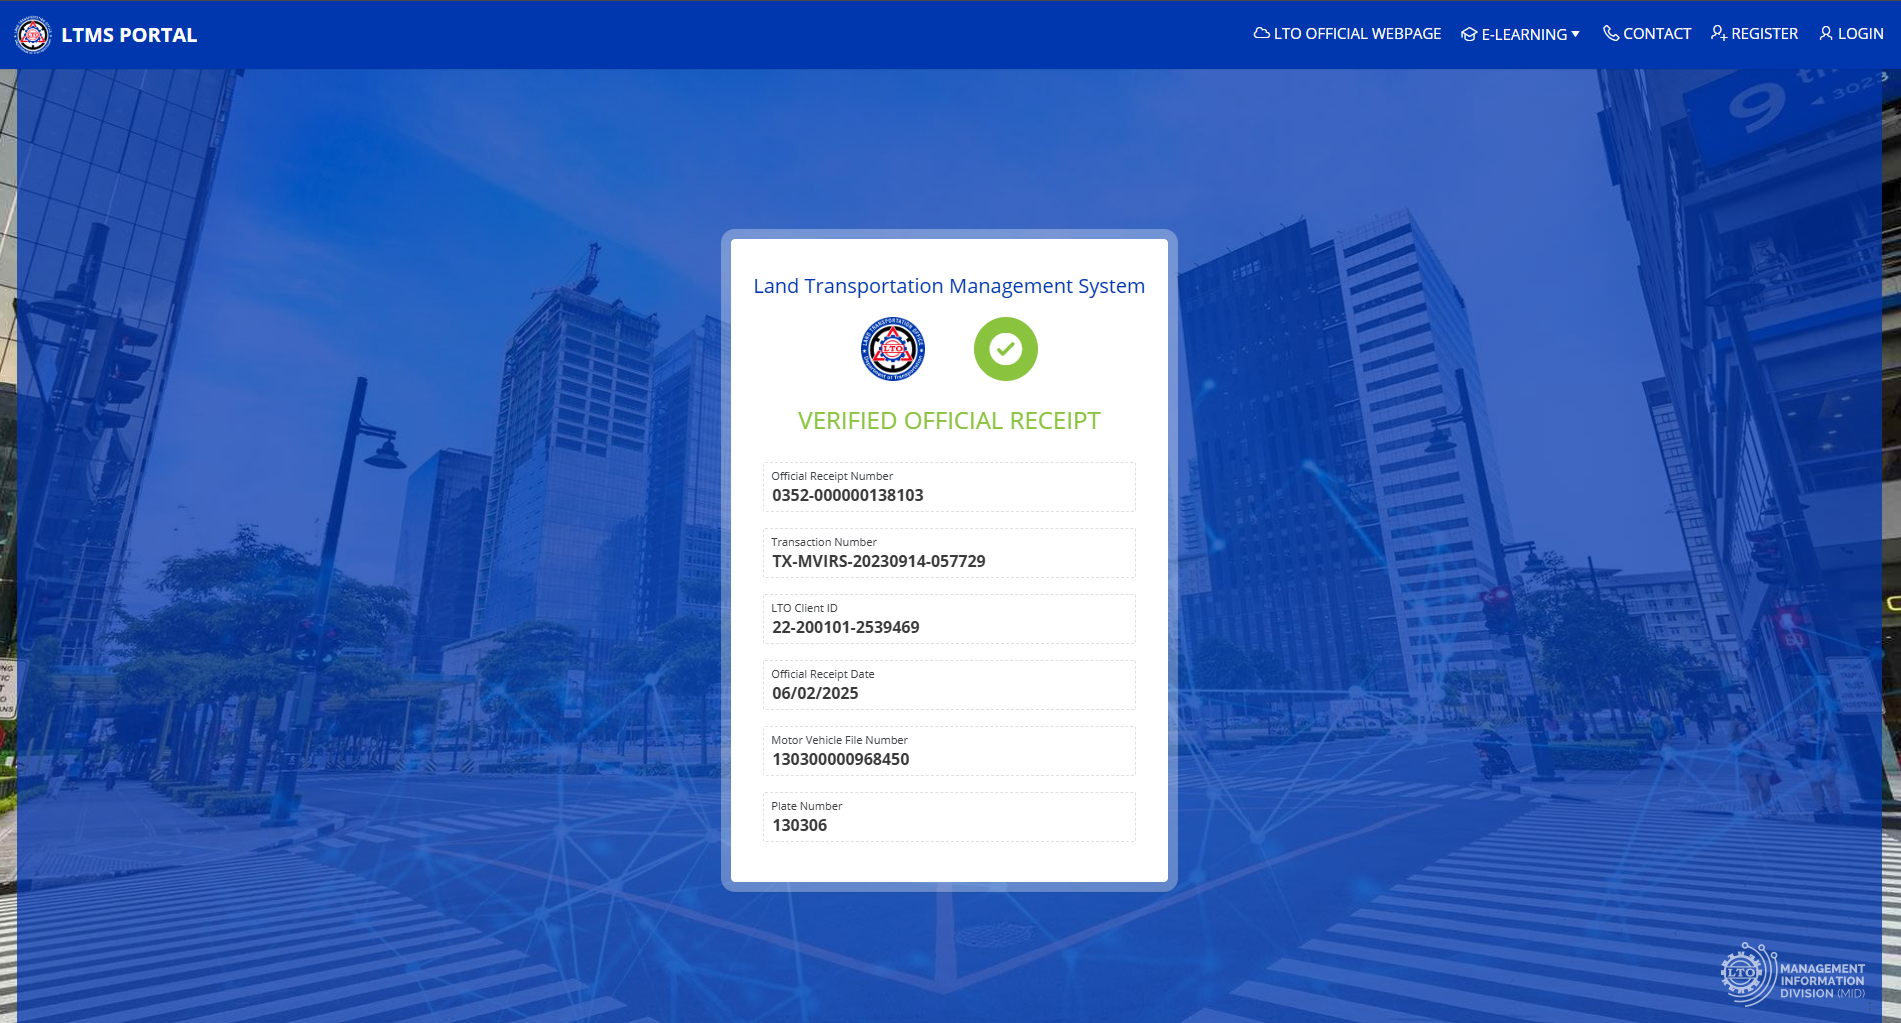 LTMS PORTAL
LTO OFFICIAL WEBPAGE
E-LEARNING
CONTACT
REGISTER
LOGIN
Land Transportation Management System
LTO
VERIFIED OFFICIAL RECEIPT
Official Receipt Number
0352-000000138103
Transaction Number
TX-MVIRS-20230914-057729
LTO Client ID
22-200101-2539469
Official Receipt Date
06/02/2025
Motor Vehicle File Number
130300000968450
Plate Number
130306
9
3023
LTO
MANAGEMENT
INFORMATION
DIVISION (MID)